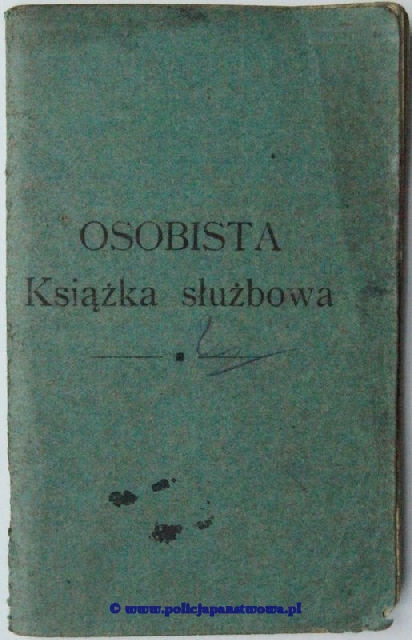 OSOBISTA
Książka służbowa
© www.policjapanstwowa.pl